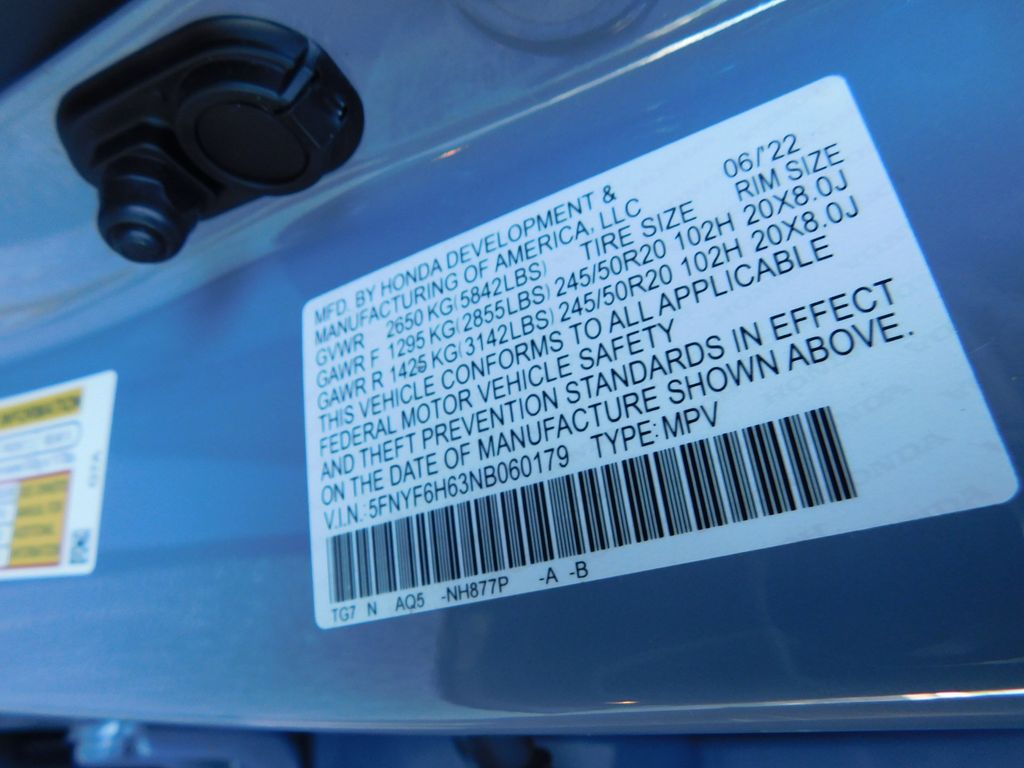 MFD. BY HONDA DEVELOPMENT &
MANUFACTURING OF AMERICA, LLC 06/'22
GVWR 2650 KG(5842LBS) TIRE SIZE RIM SIZE
GAWR F 1295 KG(2855LBS) 245/50R20 102H 20X8.0J
GAWR R 1425 KG(3142LBS) 245/50R20 102H 20X8.0J
THIS VEHICLE CONFORMS TO ALL APPLICABLE
FEDERAL MOTOR VEHICLE SAFETY
AND THEFT PREVENTION STANDARDS IN EFFECT
ON THE DATE OF MANUFACTURE SHOWN ABOVE.
V.I.N.:5FNYF6H63NB060179 TYPE:MPV
TG7 N AQ5 -NH877P -A -B
INFORMATION